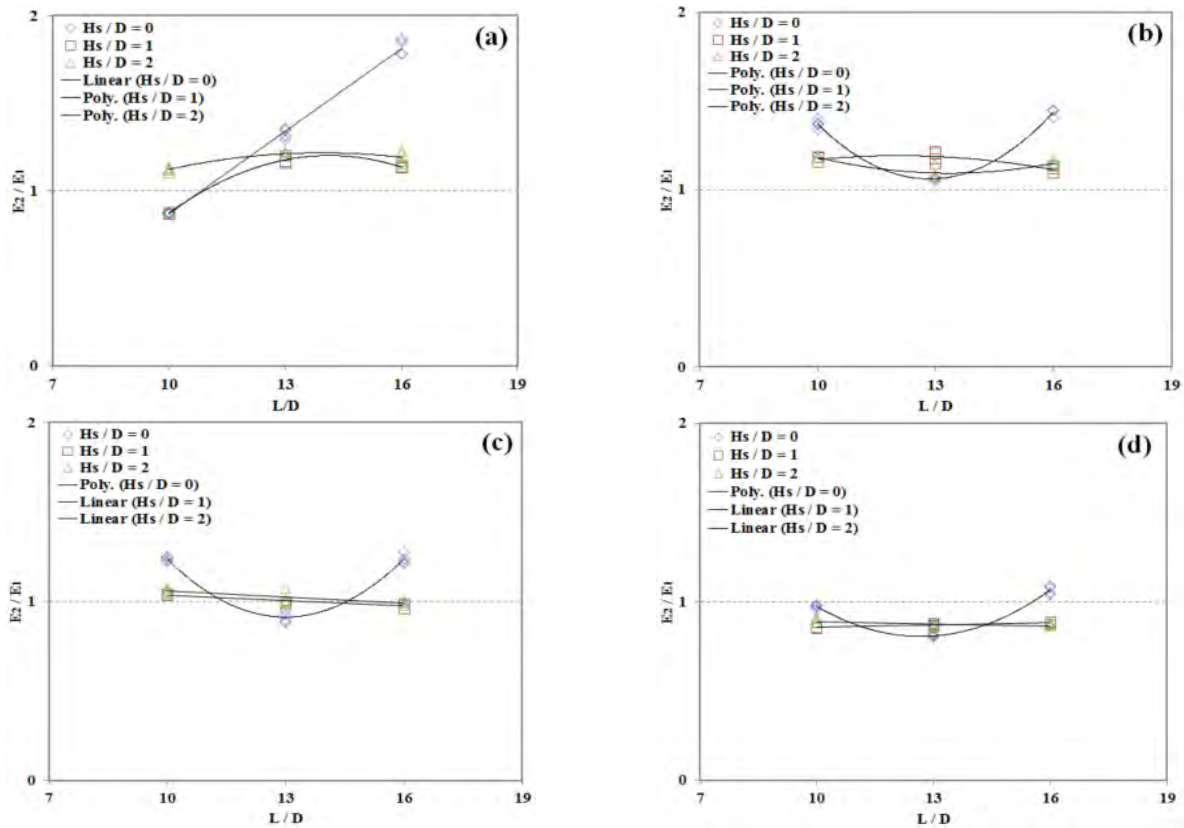 (a)
Hs / D = 0
Hs / D = 1
Hs / D = 2
Linear (Hs / D = 0)
Poly. (Hs / D = 1)
Poly. (Hs / D = 2)
2
1
0
E2 / E1
7 10 13 16 19
L/D
(b)
Hs / D = 0
Hs / D = 1
Hs / D = 2
Poly. (Hs / D = 0)
Poly. (Hs / D = 1)
Poly. (Hs / D = 2)
2
1
0
E2 / E1
7 10 13 16 19
L / D
(c)
Hs / D = 0
Hs / D = 1
Hs / D = 2
Poly. (Hs / D = 0)
Linear (Hs / D = 1)
Linear (Hs / D = 2)
2
1
0
E2 / E1
7 10 13 16 19
L / D
(d)
Hs / D = 0
Hs / D = 1
Hs / D = 2
Poly. (Hs / D = 0)
Linear (Hs / D = 1)
Linear (Hs / D = 2)
2
1
0
E2 / E1
7 10 13 16 19
L / D